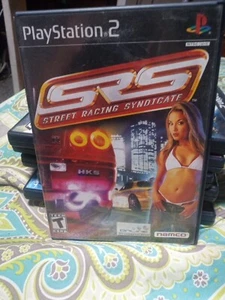 PlayStation 2
SRS
STREET RACING SYNDICATE
HKS
T
namco